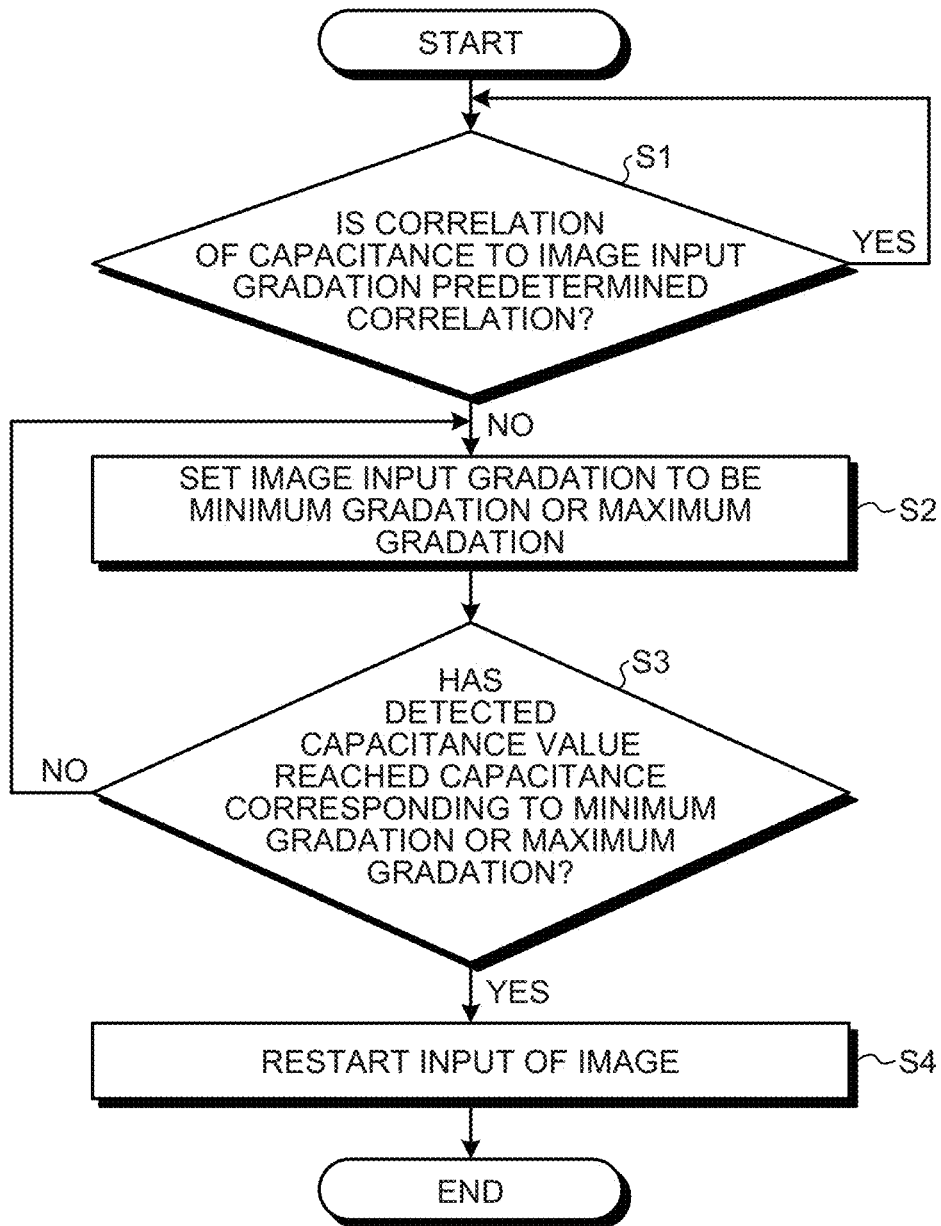 START
S1
IS CORRELATION
OF CAPACITANCE TO IMAGE INPUT
GRADATION PREDETERMINED
CORRELATION?
YES
NO
SET IMAGE INPUT GRADATION TO BE
MINIMUM GRADATION OR MAXIMUM
GRADATION
S2
S3
HAS
DETECTED
CAPACITANCE VALUE
REACHED CAPACITANCE
CORRESPONDING TO MINIMUM
GRADATION OR MAXIMUM
GRADATION?
NO
YES
RESTART INPUT OF IMAGE
S4
END